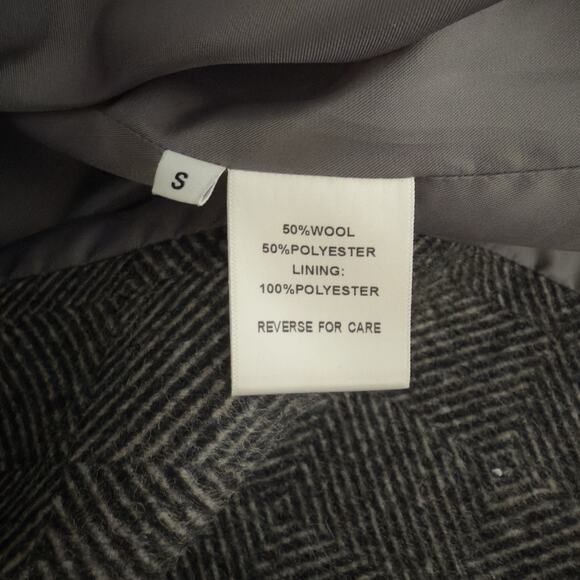 S
50%WOOL
50%POLYESTER
LINING:
100%POLYESTER
REVERSE FOR CARE